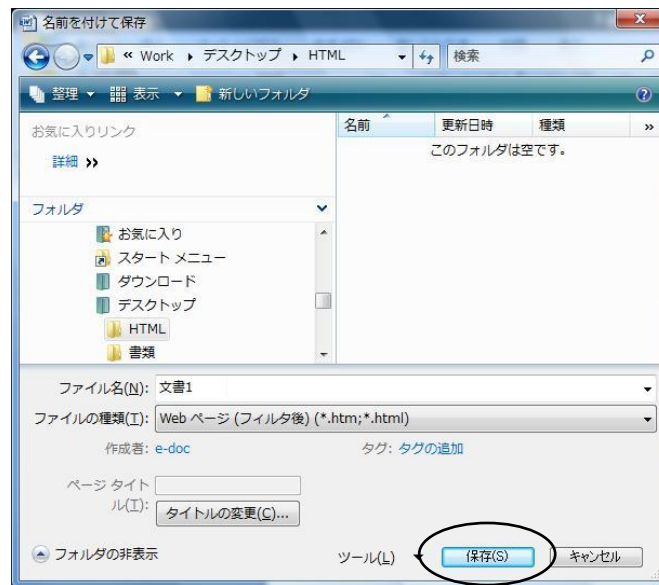 名前を付けて保存
« Work ▸ デスクトップ ▸ HTML
検索
整理 表示 新しいフォルダ
お気に入りリンク
詳細 »
フォルダ
お気に入り
スタート メニュー
ダウンロード
デスクトップ
HTML
書類
名前 更新日時 種類 »
このフォルダは空です。
ファイル名(N): 文書1
ファイルの種類(T): Web ページ (フィルタ後) (*.htm;*.html)
作成者: e-doc タグ: タグの追加
ページ タイト
ル(T):
タイトルの変更(C)...
フォルダの非表示 ツール(L) 保存(S) キャンセル